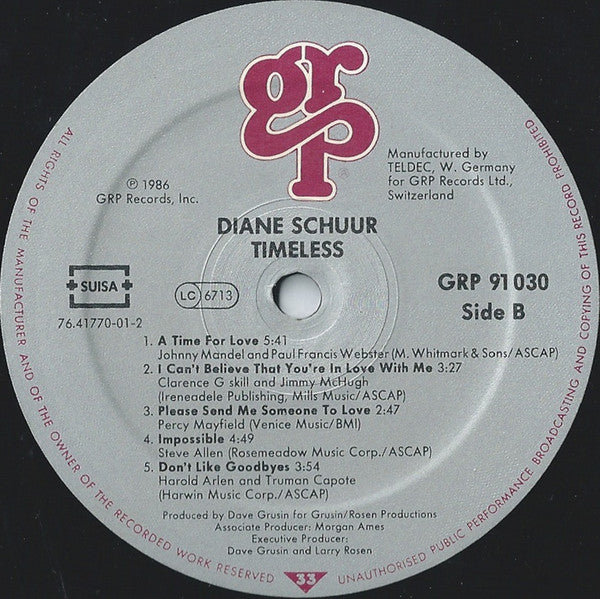 grp
®
℗ 1986
GRP Records, Inc.
Manufactured by
TELDEC, W. Germany
for GRP Records Ltd.,
Switzerland
DIANE SCHUUR
TIMELESS
SUISA
76.41770-01-2
LC 6713
GRP 91 030
Side B
1. A Time For Love 5:41
Johnny Mandel and Paul Francis Webster (M. Whitmark & Sons/ASCAP)
2. I Can't Believe That You're In Love With Me 3:27
Clarence G skill and Jimmy McHugh
(Ireneadele Publishing, Mills Music/ASCAP)
3. Please Send Me Someone To Love 2:47
Percy Mayfield (Venice Music/BMI)
4. Impossible 4:49
Steve Allen (Rosemeadow Music Corp./ASCAP)
5. Don't Like Goodbyes 3:54
Harold Arlen and Truman Capote
(Harwin Music Corp./ASCAP)
Produced by Dave Grusin for Grusin/Rosen Productions
Associate Producer: Morgan Ames
Executive Producer:
Dave Grusin and Larry Rosen
33
ALL RIGHTS OF THE MANUFACTURER AND OF THE OWNER OF THE RECORDED WORK RESERVED
UNAUTHORISED PUBLIC PERFORMANCE BROADCASTING AND COPYING OF THIS RECORD PROHIBITED